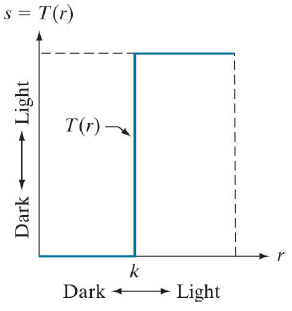 s = T(r)
Dark ←→ Light
T(r)
r
k
Dark ←→ Light